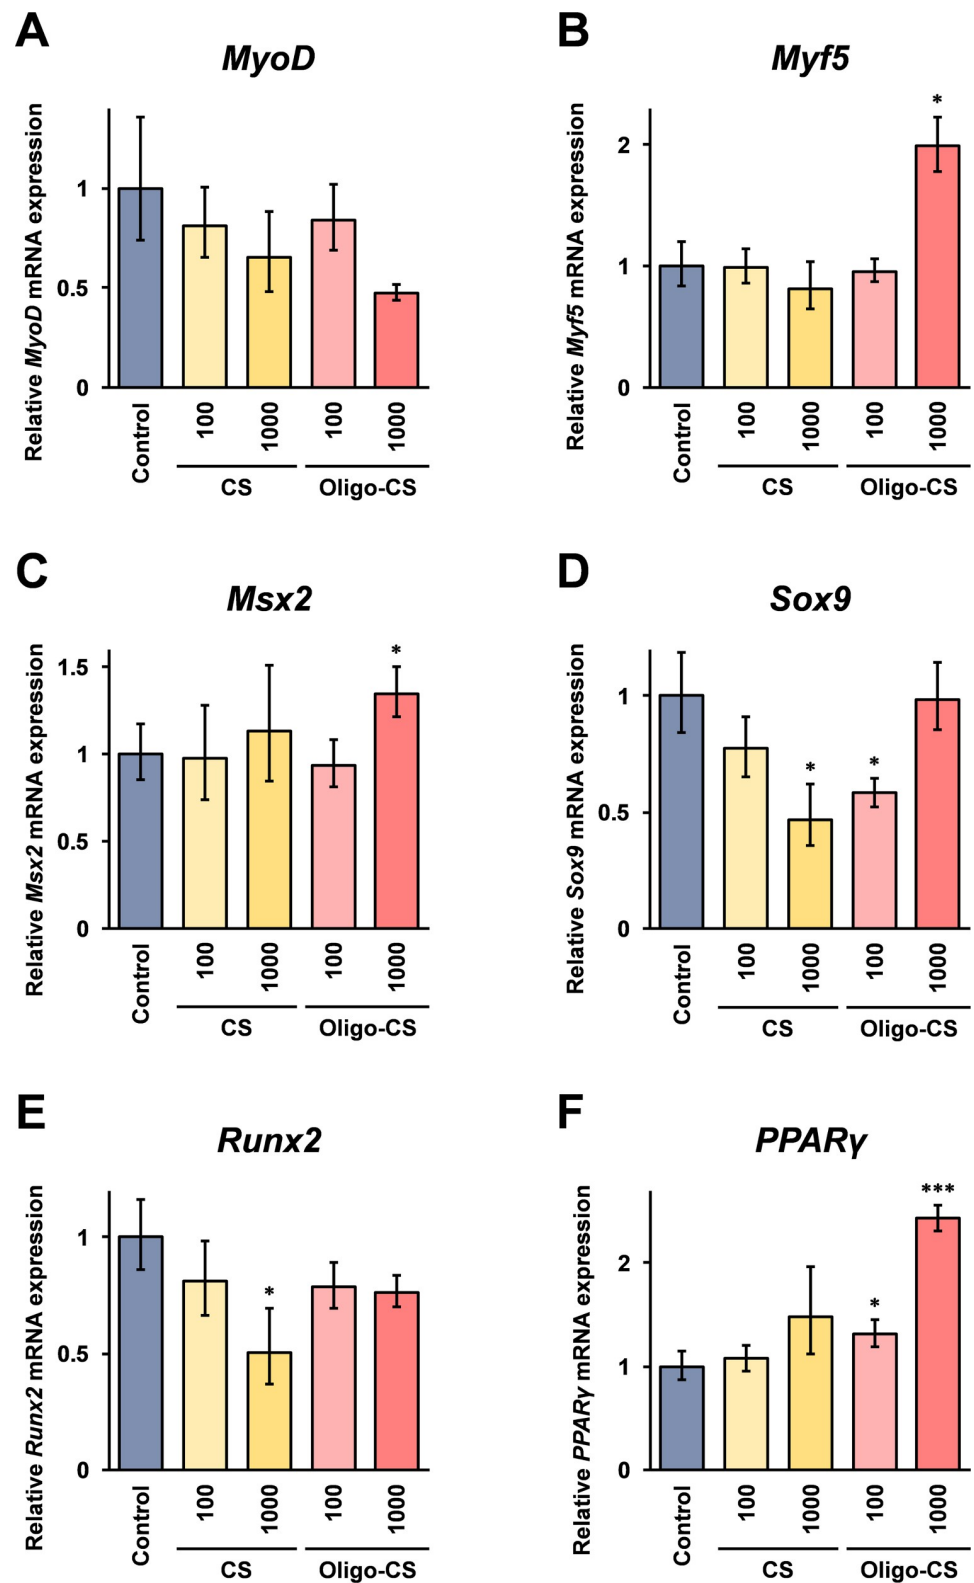 A
MyoD
Relative MyoD mRNA expression
1
0.5
0
Control
100
1000
100
1000
CS
Oligo-CS
B
Myf5
Relative Myf5 mRNA expression
2
1
0
*
Control
100
1000
100
1000
CS
Oligo-CS
C
Msx2
Relative Msx2 mRNA expression
1.5
1
0.5
0
*
Control
100
1000
100
1000
CS
Oligo-CS
D
Sox9
Relative Sox9 mRNA expression
1
0.5
0
*
*
Control
100
1000
100
1000
CS
Oligo-CS
E
Runx2
Relative Runx2 mRNA expression
1
0.5
0
*
Control
100
1000
100
1000
CS
Oligo-CS
F
PPARγ
Relative PPARγ mRNA expression
2
1
0
*
***
Control
100
1000
100
1000
CS
Oligo-CS